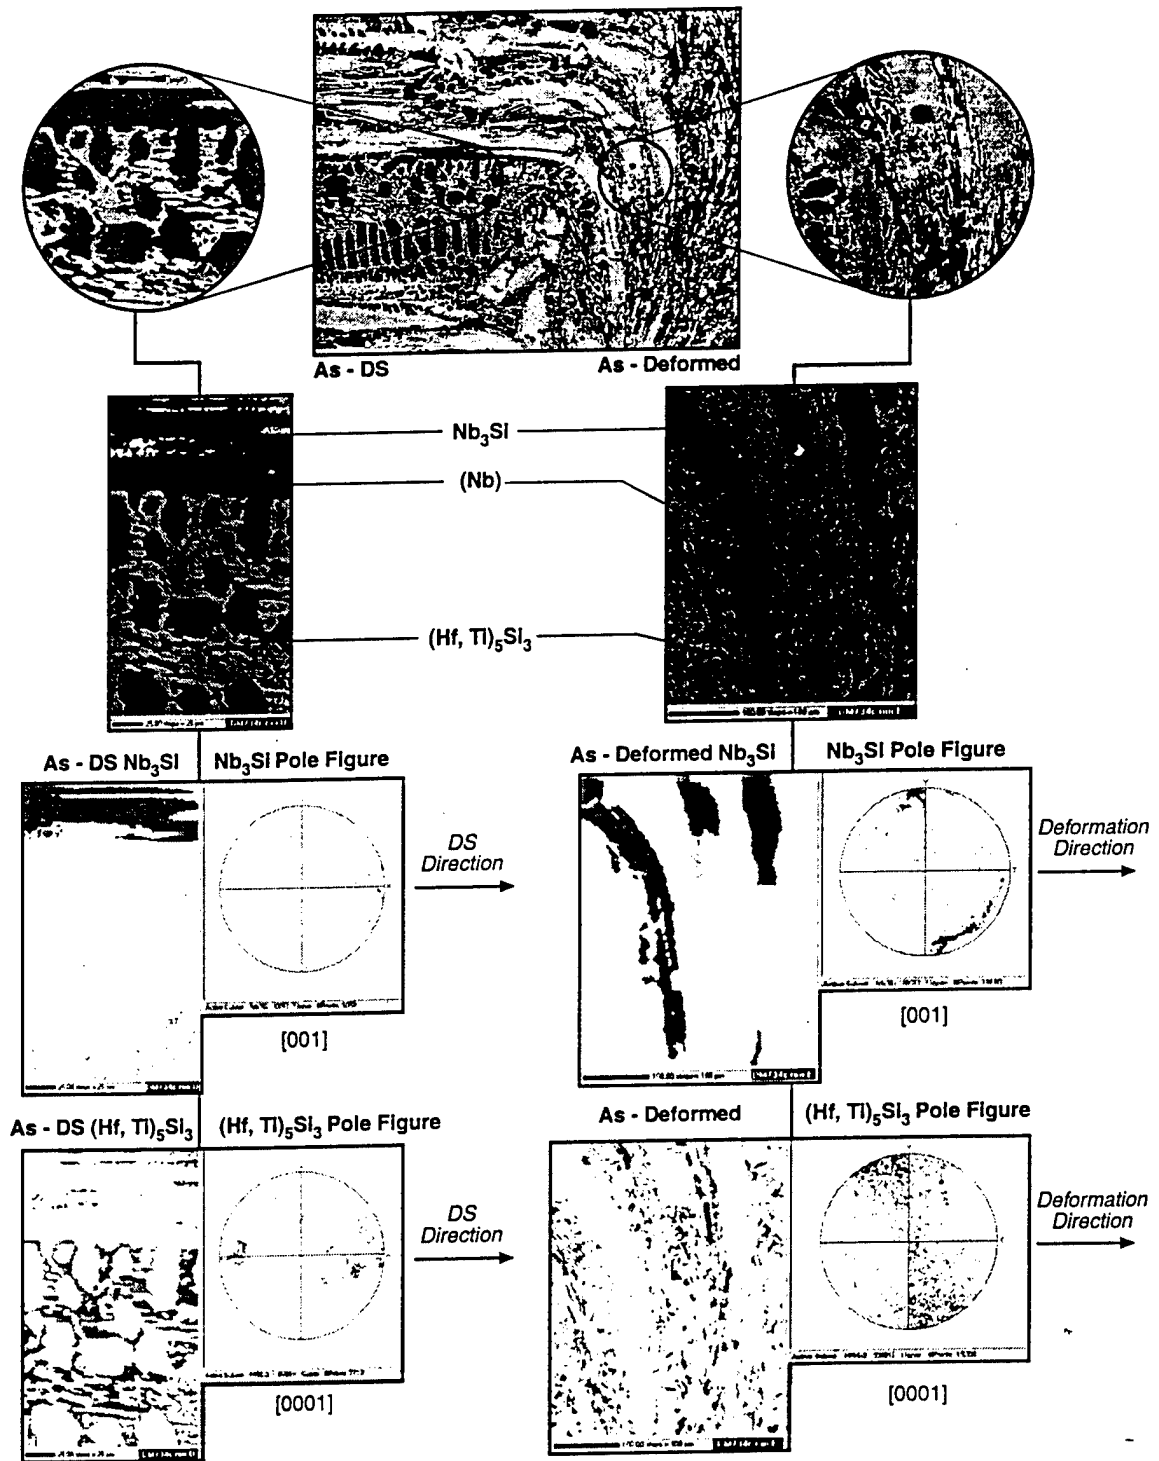 As - DS
As - Deformed
Nb₃Si
(Nb)
(Hf, Ti)₅Si₃
As - DS Nb₃Si
Nb₃Si Pole Figure
As - Deformed Nb₃Si
Nb₃Si Pole Figure
DS
Direction
Deformation
Direction
[001]
[001]
As - DS (Hf, Ti)₅Si₃
(Hf, Ti)₅Si₃ Pole Figure
As - Deformed
(Hf, Ti)₅Si₃ Pole Figure
DS
Direction
Deformation
Direction
[0001]
[0001]